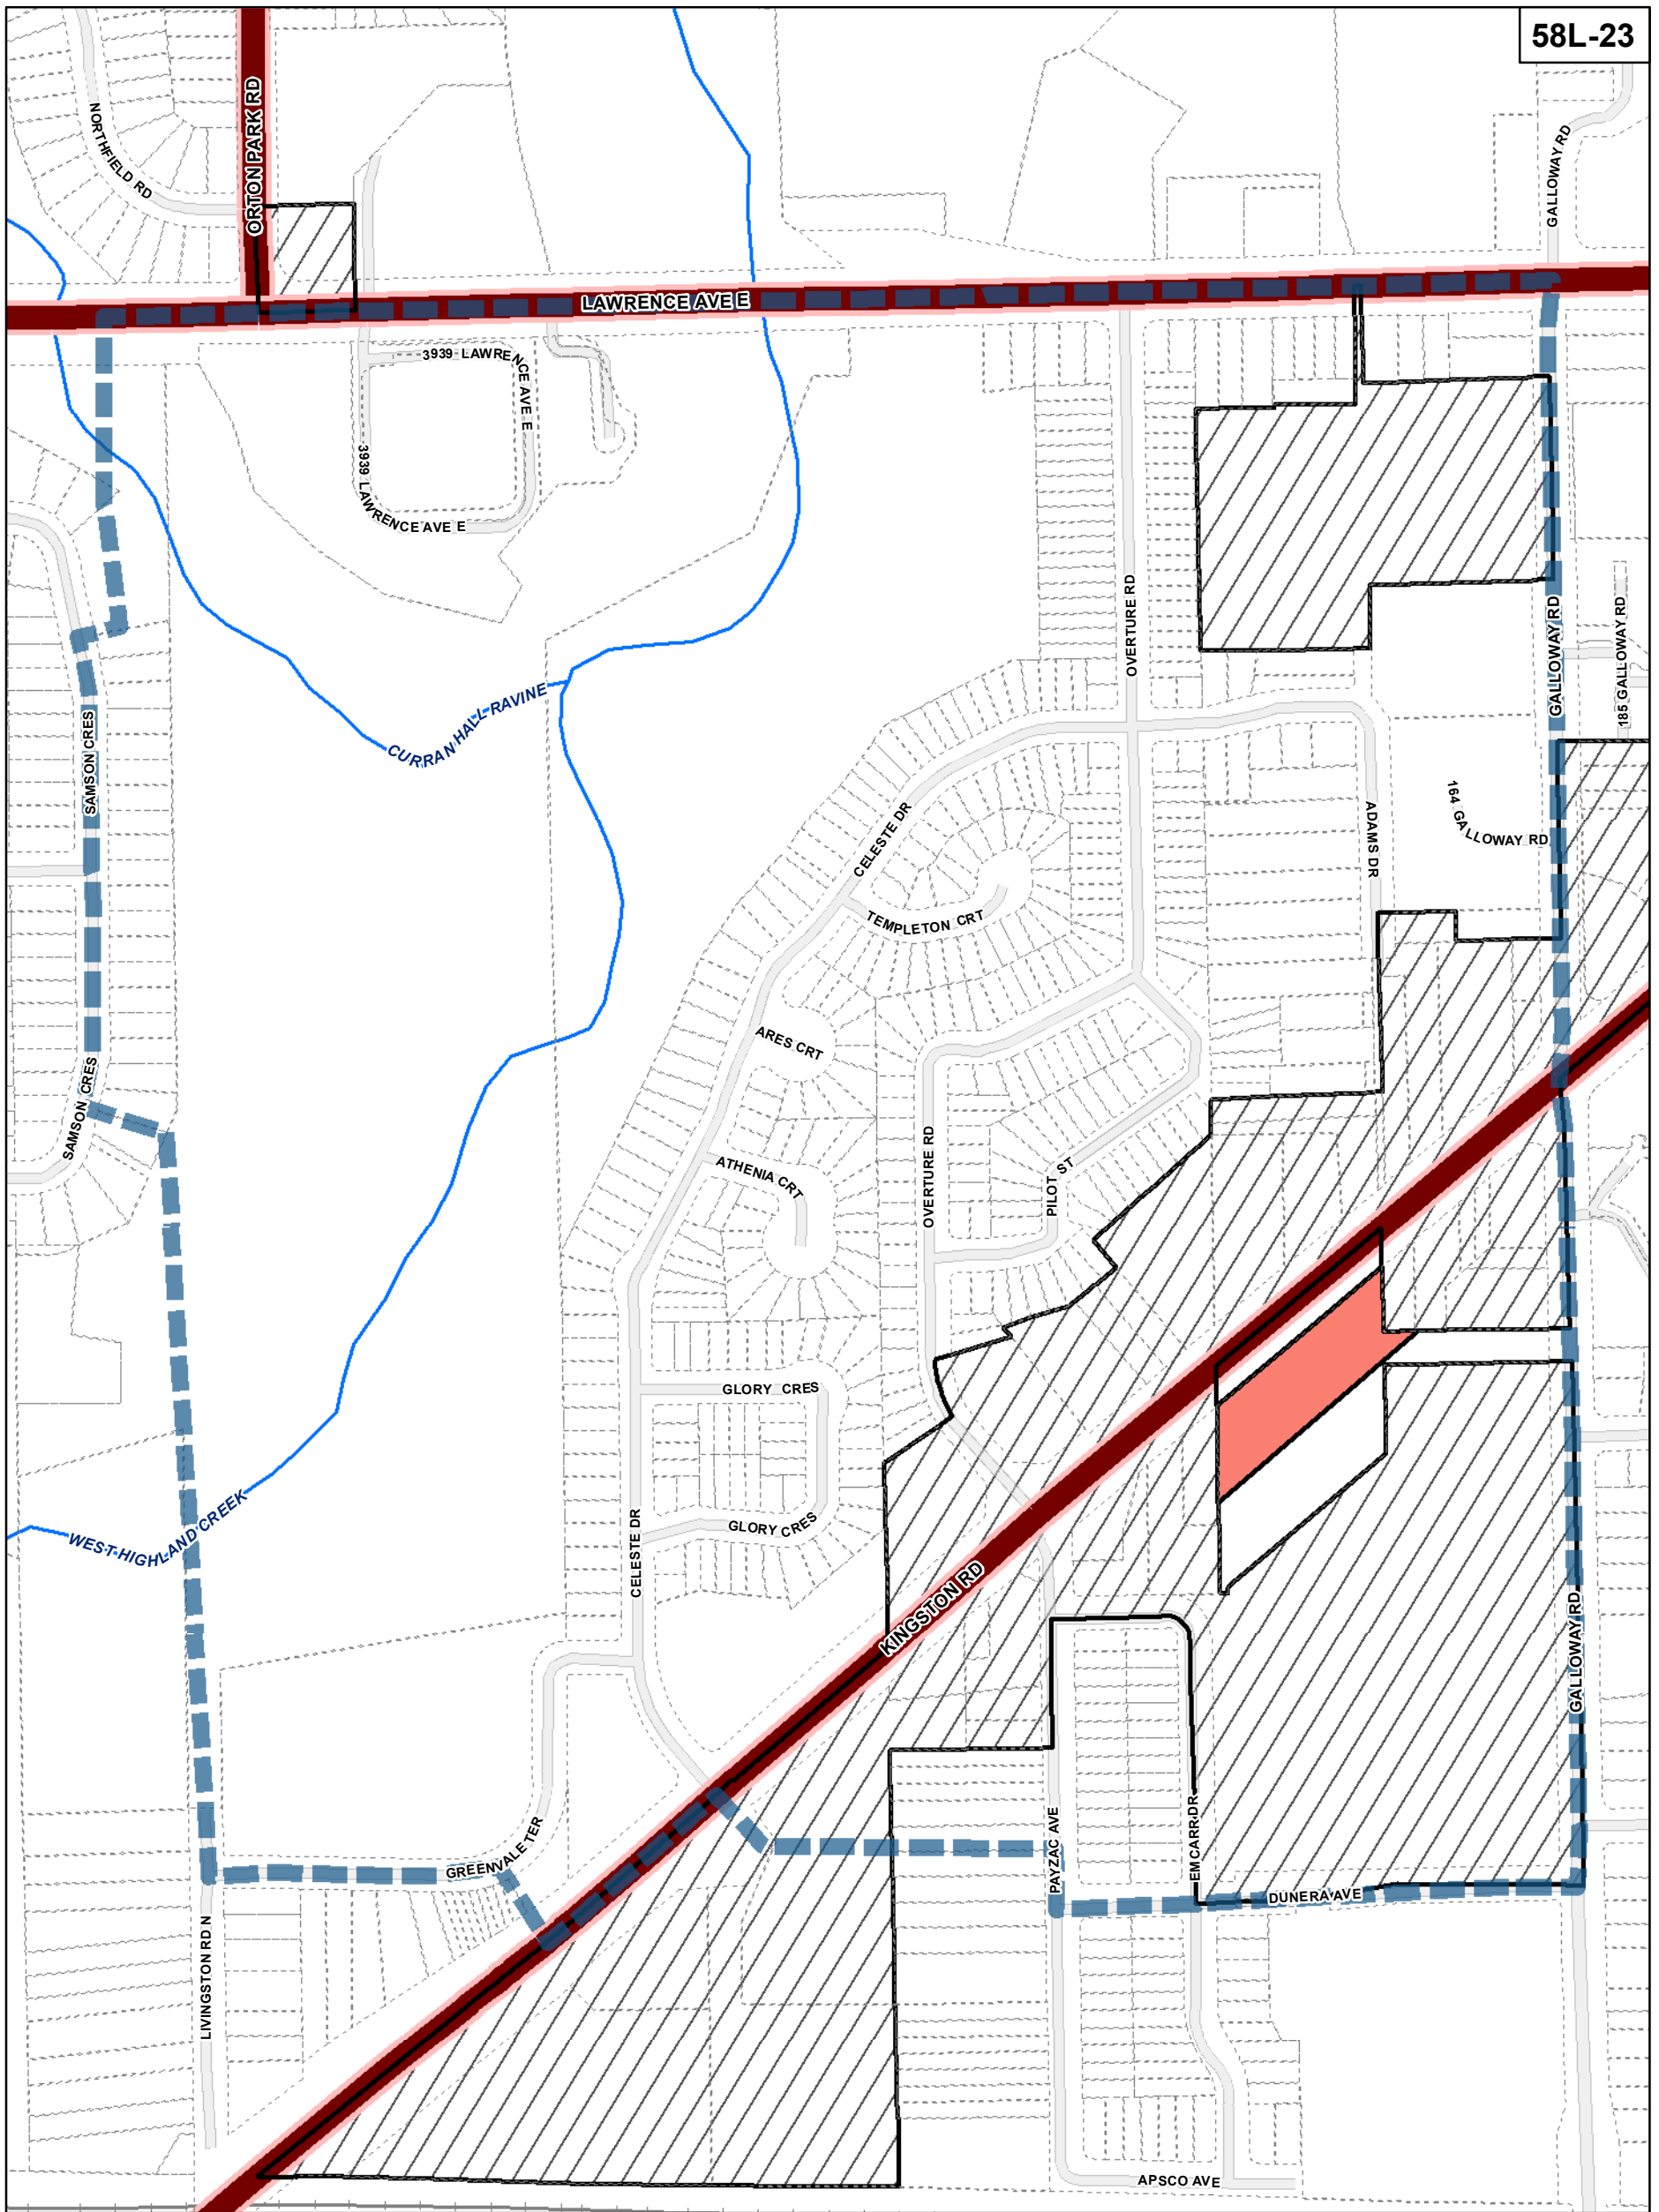 58L-23
NORTHFIELD RD
ORTON PARK RD
GALLOWAY RD
LAWRENCE AVE E
3939 LAWRENCE AVE E
3939 LAWRENCE AVE E
OVERTURE RD
GALLOWAY RD
185 GALLOWAY RD
CURRAN HALL RAVINE
SAMSON CRES
CELESTE DR
ADAMS DR
164 GALLOWAY RD
TEMPLETON CRT
ARES CRT
SAMSON CRES
ATHENIA CRT
OVERTURE RD
PILOT ST
GLORY CRES
GLORY CRES
WEST HIGHLAND CREEK
CELESTE DR
KINGSTON RD
GALLOWAY RD
GREENVALE TER
PAYZAC AVE
EMCARR DR
DUNERA AVE
LIVINGSTON RD N
APSCO AVE